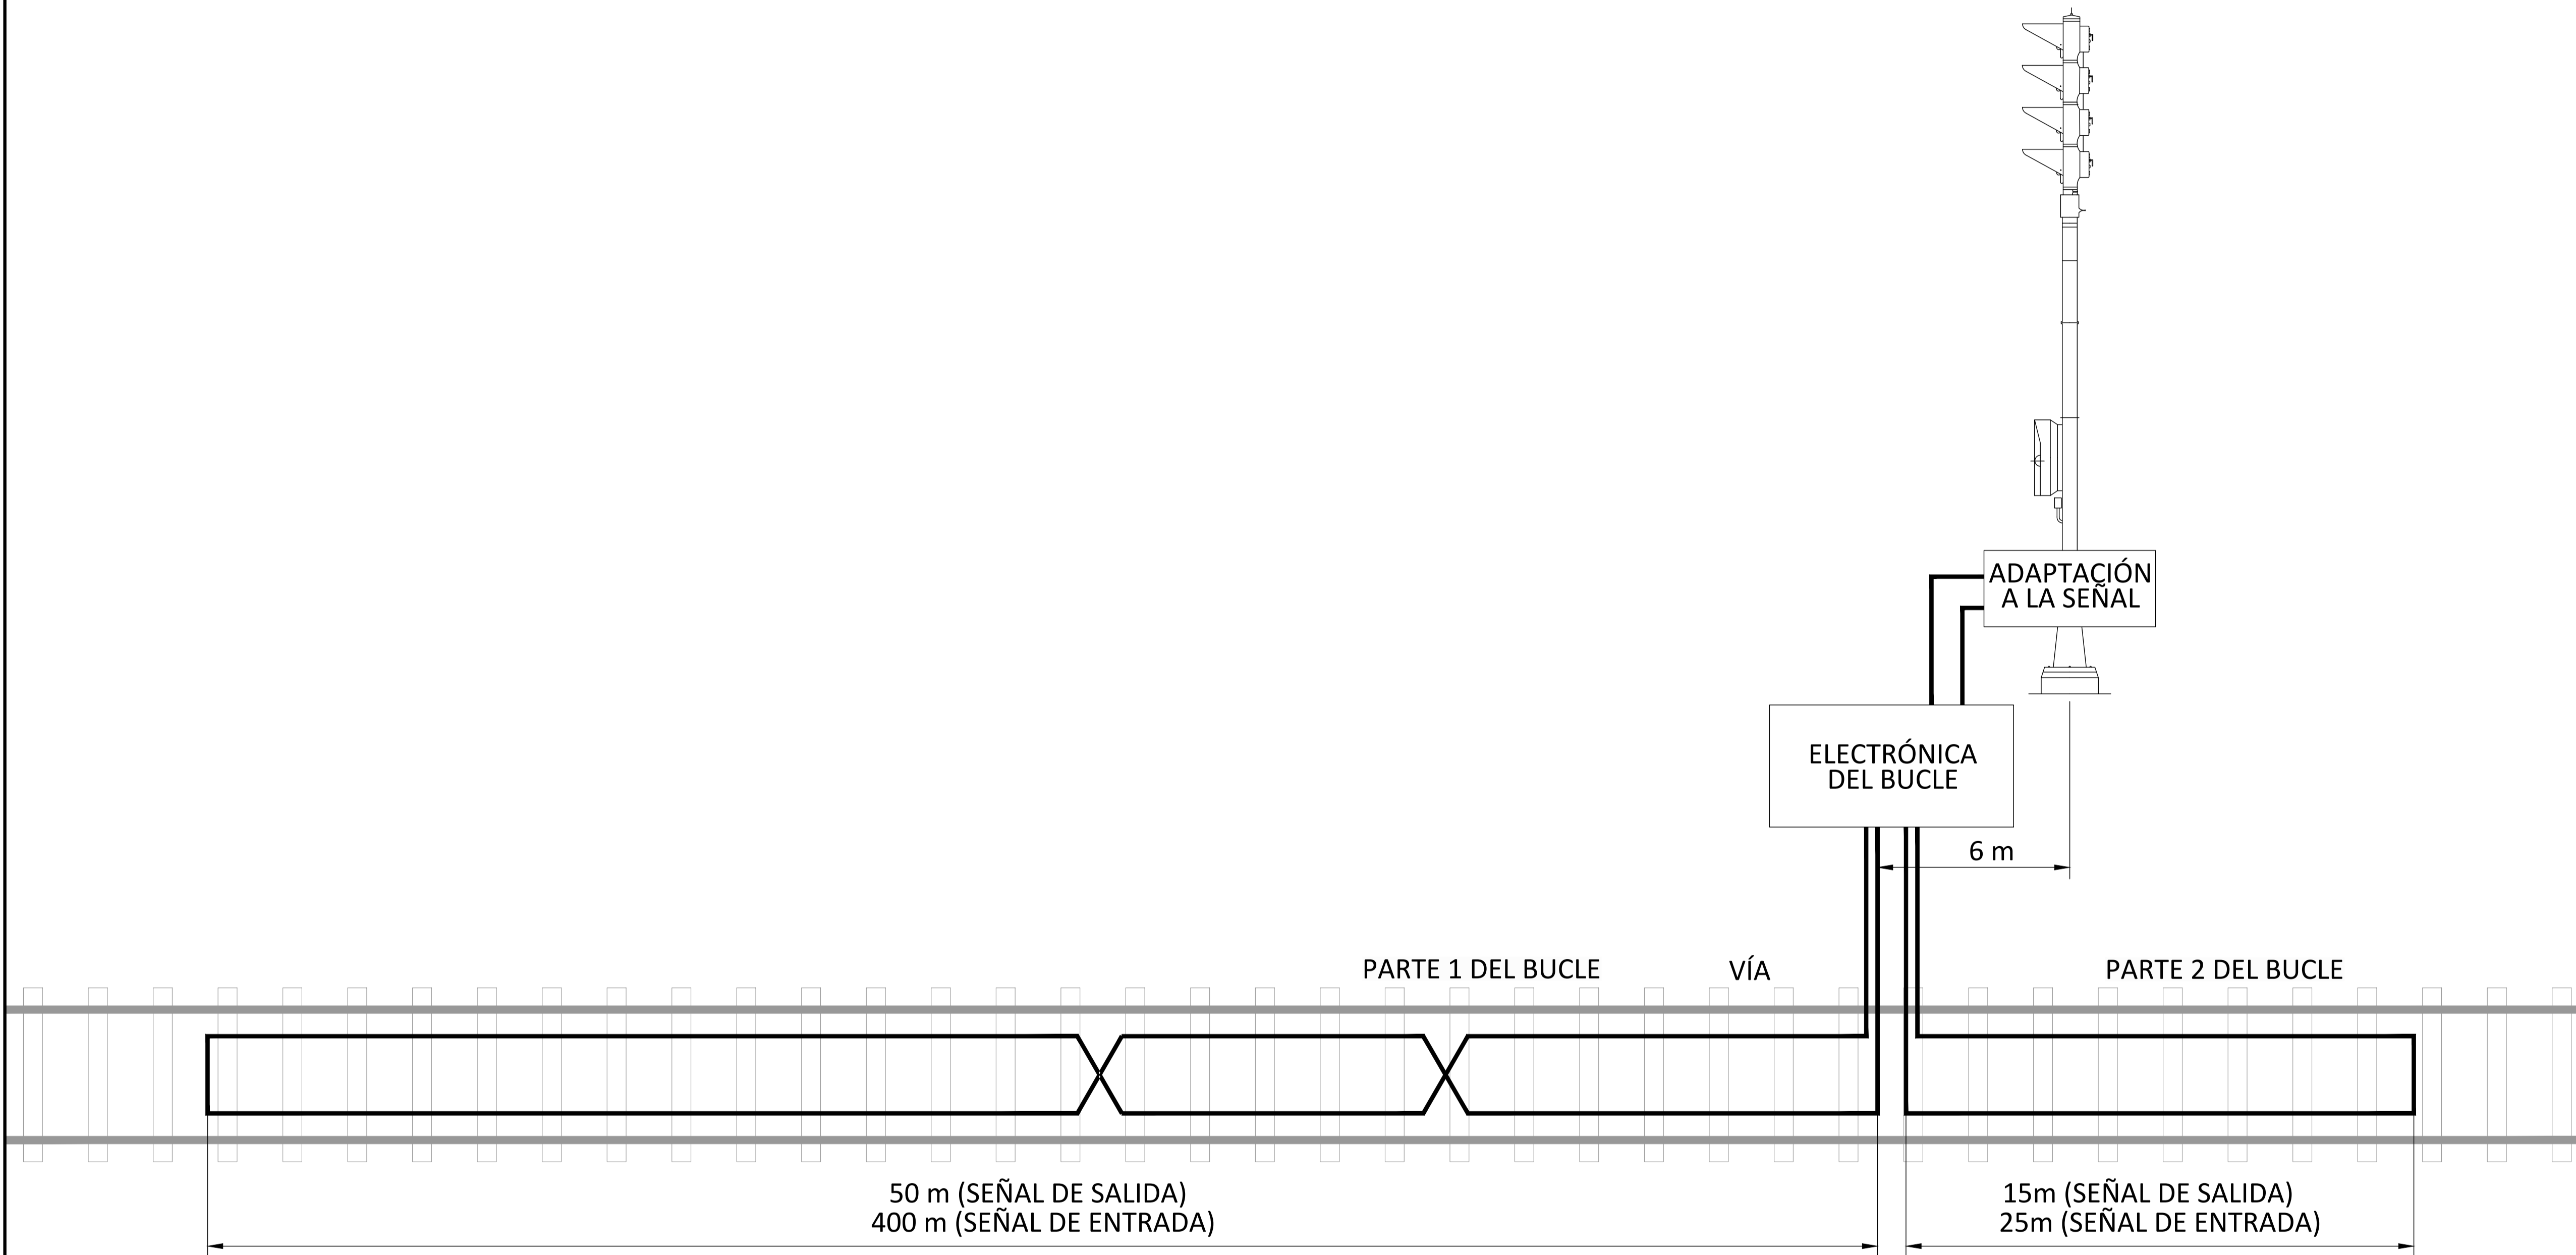 ADAPTACIÓN
A LA SEÑAL
ELECTRÓNICA
DEL BUCLE
6 m
PARTE 1 DEL BUCLE
VÍA
PARTE 2 DEL BUCLE
50 m (SEÑAL DE SALIDA)
400 m (SEÑAL DE ENTRADA)
15m (SEÑAL DE SALIDA)
25m (SEÑAL DE ENTRADA)